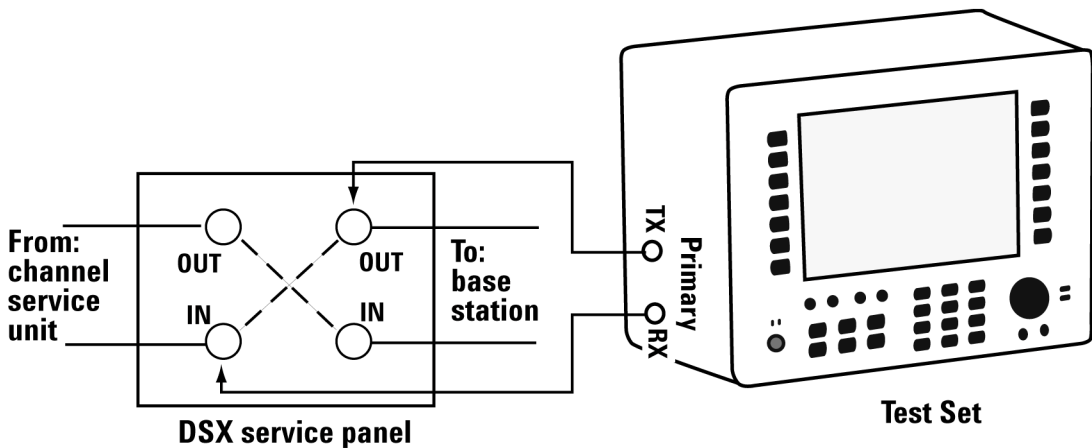 From:
channel
service
unit
OUT
IN
OUT
IN
To:
base
station
DSX service panel
TX
Primary
RX
Test Set